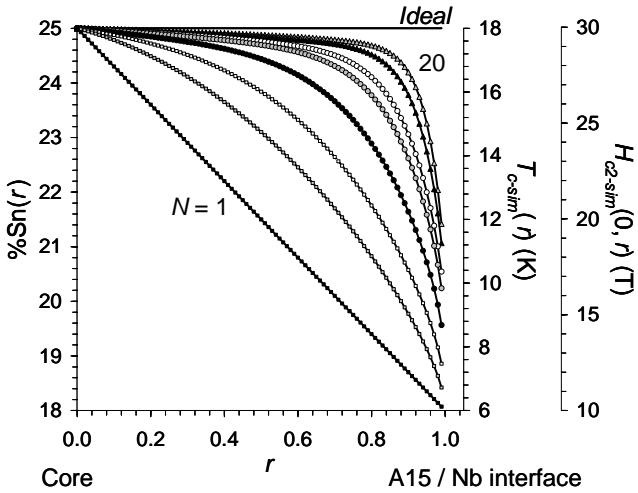 Ideal
25
24
23
22
21
20
19
18
%Sn(r)
20
N = 1
18
16
14
12
10
8
6
T c-sim (r) (K)
30
25
20
15
10
H c2-sim (0, r) (T)
0.0 0.2 0.4 0.6 0.8 1.0
r
Core A15 / Nb interface